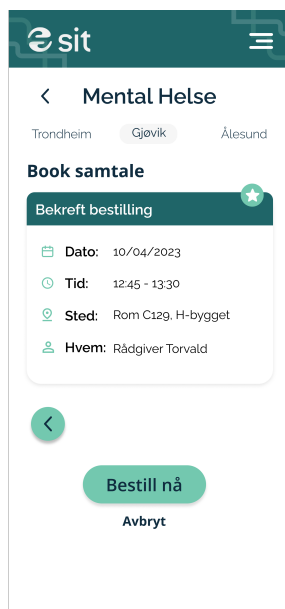 sit
Mental Helse
Trondheim Gjøvik Ålesund
Book samtale
Bekreft bestilling
Dato: 10/04/2023
Tid: 12:45 - 13:30
Sted: Rom C129, H-bygget
Hvem: Rådgiver Torvald
Bestill nå
Avbryt